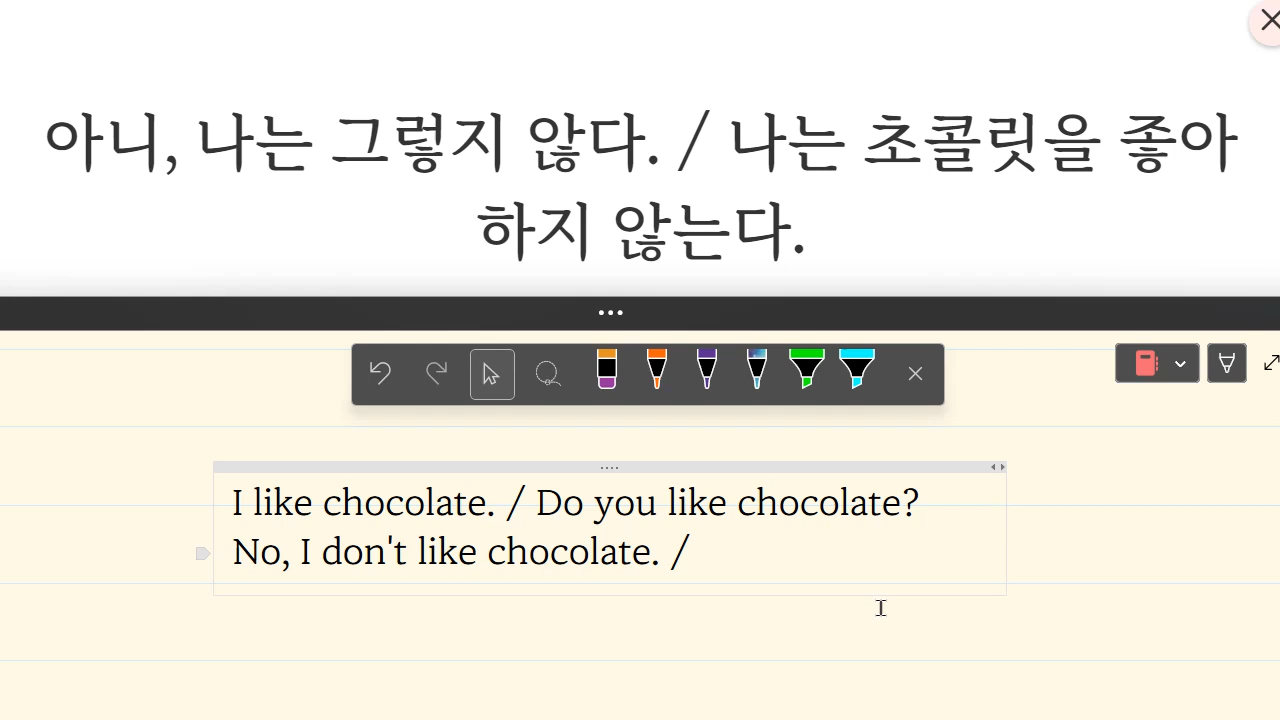 아니, 나는 그렇지 않다. / 나는 초콜릿을 좋아
하지 않는다.
I like chocolate. / Do you like chocolate?
No, I don't like chocolate. /